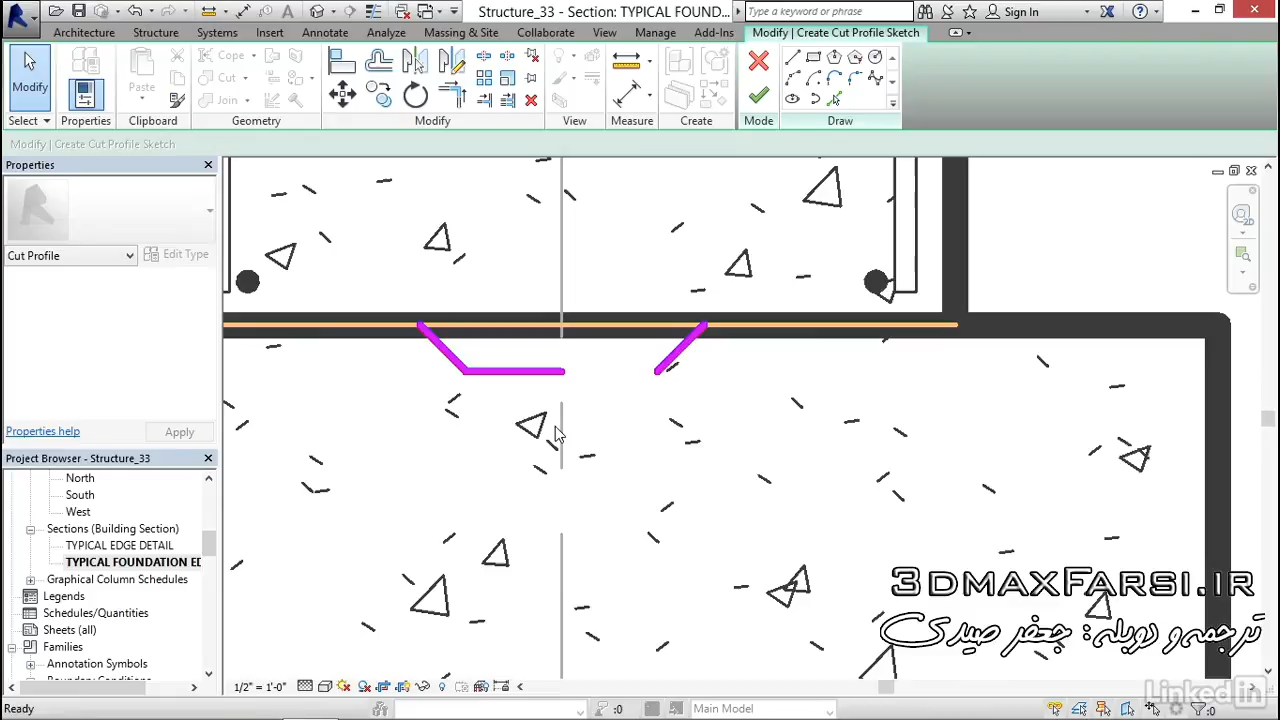 Structure_33 - Section: TYPICAL FOUND...
Type a keyword or phrase
Sign In
Architecture
Structure
Systems
Insert
Annotate
Analyze
Massing & Site
Collaborate
View
Manage
Add-Ins
Modify | Create Cut Profile Sketch
Modify
Paste
Cope
Cut
Join
Select
Properties
Clipboard
Geometry
Modify
View
Measure
Create
Mode
Draw
Modify | Create Cut Profile Sketch
Properties
Cut Profile
Edit Type
Properties help
Apply
Project Browser - Structure_33
North
South
West
Sections (Building Section)
TYPICAL EDGE DETAIL
TYPICAL FOUNDATION ED
Graphical Column Schedules
Legends
Schedules/Quantities
Sheets (all)
Families
Annotation Symbols
3DMAXFARSI.IR
ترجمه و دوبله: جعفر صیدی
1/2" = 1'-0"
Linked in
Ready
:0
Main Model
:0